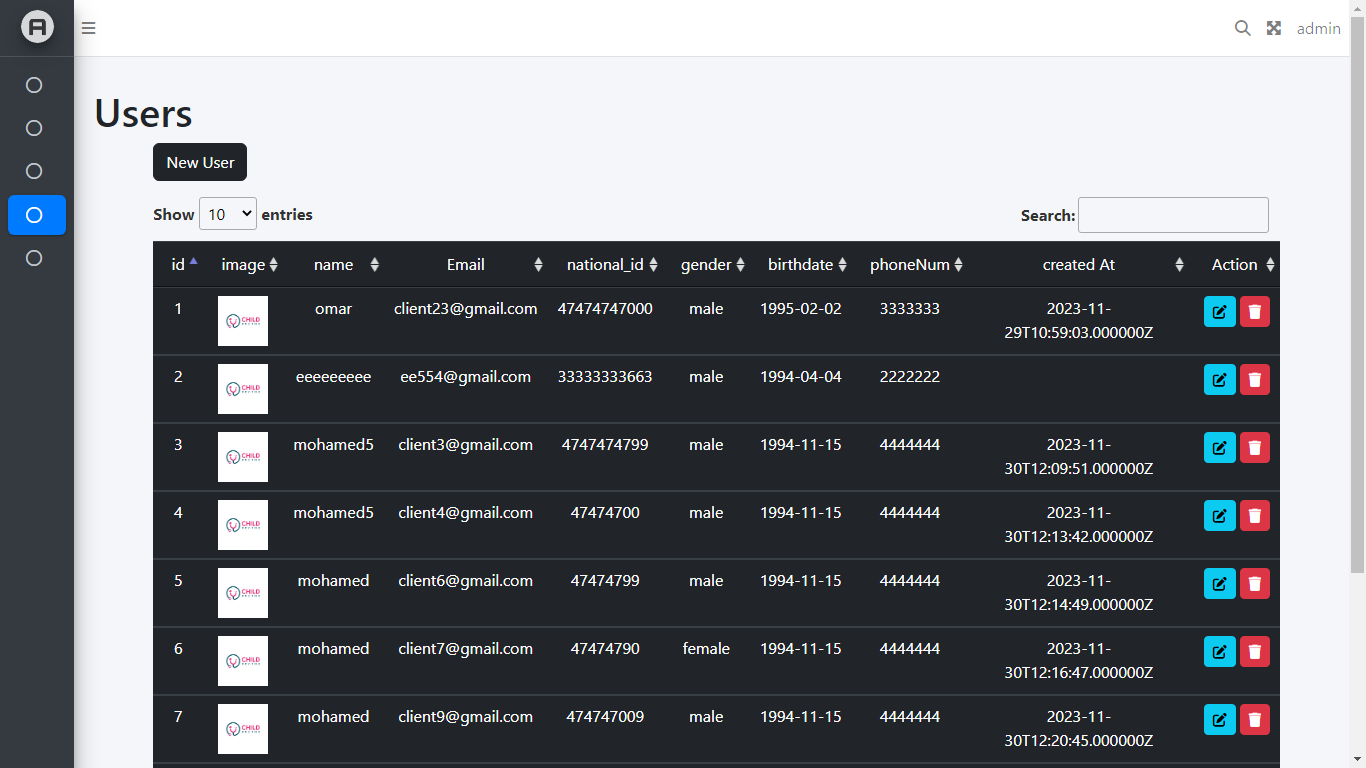 A
admin
Users
New User
Show 10 entries
Search:
id image name Email national_id gender birthdate phoneNum created At Action
1 CHILD omar client23@gmail.com 47474747000 male 1995-02-02 3333333 2023-11-
29T10:59:03.000000Z
2 CHILD eeeeeeeee ee554@gmail.com 33333333663 male 1994-04-04 2222222
3 CHILD mohamed5 client3@gmail.com 4747474799 male 1994-11-15 4444444 2023-11-
30T12:09:51.000000Z
4 CHILD mohamed5 client4@gmail.com 47474700 male 1994-11-15 4444444 2023-11-
30T12:13:42.000000Z
5 CHILD mohamed client6@gmail.com 47474799 male 1994-11-15 4444444 2023-11-
30T12:14:49.000000Z
6 CHILD mohamed client7@gmail.com 47474790 female 1994-11-15 4444444 2023-11-
30T12:16:47.000000Z
7 CHILD mohamed client9@gmail.com 474747009 male 1994-11-15 4444444 2023-11-
30T12:20:45.000000Z